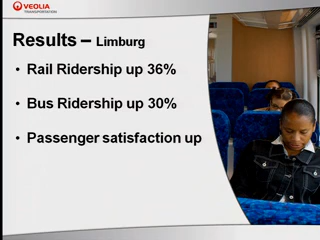 VEOLIA
TRANSPORTATION
Results – Limburg
• Rail Ridership up 36%
• Bus Ridership up 30%
• Passenger satisfaction up